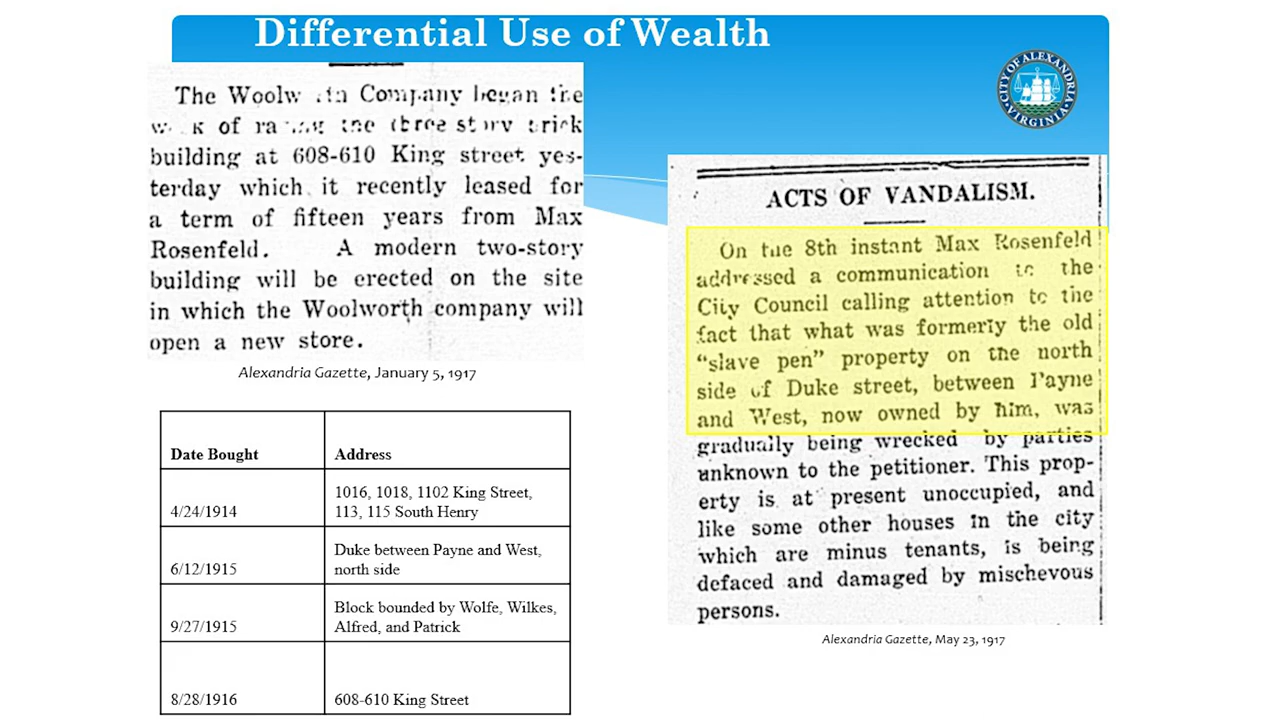 Differential Use of Wealth
CITY OF ALEXANDRIA
VIRGINIA
The Company began the
of the three story brick
building at 608-610 King street yes-
terday which it recently leased for
a term of fifteen years from Max
Rosenfeld. A modern two-story
building will be erected on the site
in which the Woolworth company will
open a new store.
Alexandria Gazette, January 5, 1917
Date Bought Address
4/24/1914 1016, 1018, 1102 King Street,
113, 115 South Henry
6/12/1915 Duke between Payne and West,
north side
9/27/1915 Block bounded by Wolfe, Wilkes,
Alfred, and Patrick
8/28/1916 608-610 King Street
ACTS OF VANDALISM.
On the 8th instant Max Rosenfeld
addressed a communication to the
City Council calling attention to the
fact that what was formerly the old
"slave pen" property on the north
side of Duke street, between Payne
and West, now owned by him, was
gradually being wrecked by parties
unknown to the petitioner. This prop-
erty is at present unoccupied, and
like some other houses in the city
which are minus tenants, is being
defaced and damaged by mischevous
persons.
Alexandria Gazette, May 23, 1917